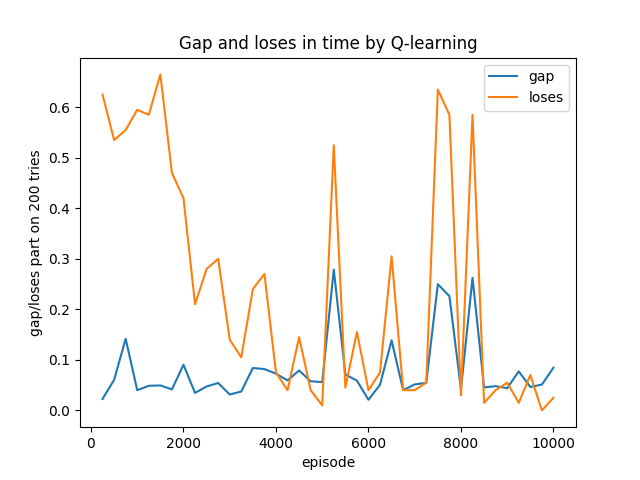 Gap and loses in time by Q-learning
gap
loses
gap/loses part on 200 tries
0.6
0.5
0.4
0.3
0.2
0.1
0.0
0 2000 4000 6000 8000 10000
episode